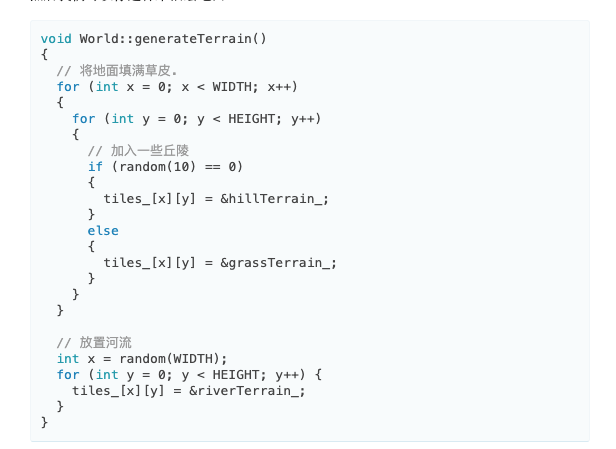 void World::generateTerrain()
{
  // 将地面填满草皮.
  for (int x = 0; x < WIDTH; x++)
  {
    for (int y = 0; y < HEIGHT; y++)
    {
      // 加入一些丘陵
      if (random(10) == 0)
      {
        tiles_[x][y] = &hillTerrain_;
      }
      else
      {
        tiles_[x][y] = &grassTerrain_;
      }
    }
  }

  // 放置河流
  int x = random(WIDTH);
  for (int y = 0; y < HEIGHT; y++) {
    tiles_[x][y] = &riverTerrain_;
  }
}